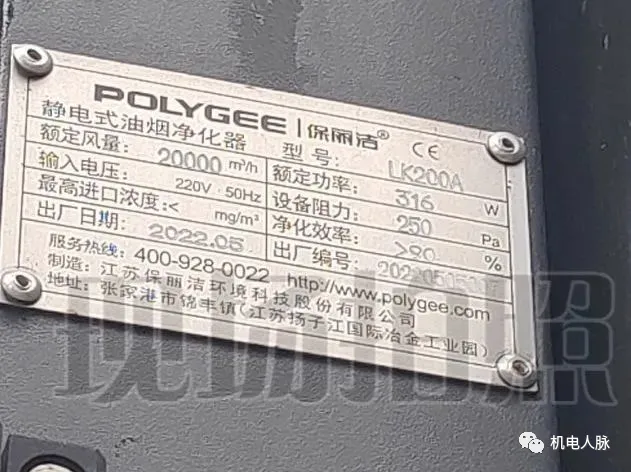 POLYGEE | 保丽洁® CE
静电式油烟净化器 型号: LK200A
额定风量: 20000 m³/h 额定功率: 316 W
输入电压: 220V · 50Hz 设备阻力: 250 Pa
最高进口浓度:< mg/m³ 净化效率: >90 %
出厂日期: 2022.05 出厂编号:
服务热线: 400-928-0022 http://www.polygee.com
制造: 江苏保丽洁环境科技股份有限公司
地址: 张家港市锦丰镇(江苏扬子江国际冶金工业园)
现场拍照
机电人脉